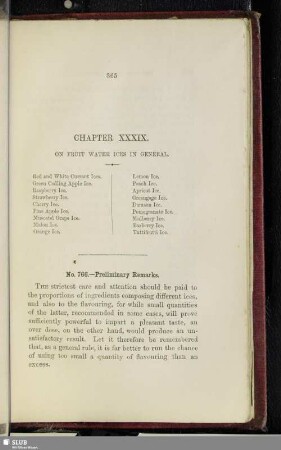 365
CHAPTER XXXIX.
ON FRUIT WATER ICES IN GENERAL.
Red and White Currant Ices.
Green Codling Apple Ice.
Raspberry Ice.
Strawberry Ice.
Cherry Ice.
Pine Apple Ice.
Muscatel Grape Ice.
Melon Ice.
Orange Ice.
Lemon Ice.
Peach Ice.
Apricot Ice.
Greengage Ice.
Damson Ice.
Pomegranate Ice.
Mulberry Ice.
Barberry Ice.
Tuttifrutti Ice.
No. 766.—Preliminary Remarks.
THE strictest care and attention should be paid to
the proportions of ingredients composing different ices,
and also to the flavouring, for while small quantities
of the latter, recommended in some cases, will prove
sufficiently powerful to impart a pleasant taste, an
over dose, on the other hand, would produce an un-
satisfactory result. Let it therefore be remembered
that, as a general rule, it is far better to run the chance
of using too small a quantity of flavouring than an
excess.
SLUB